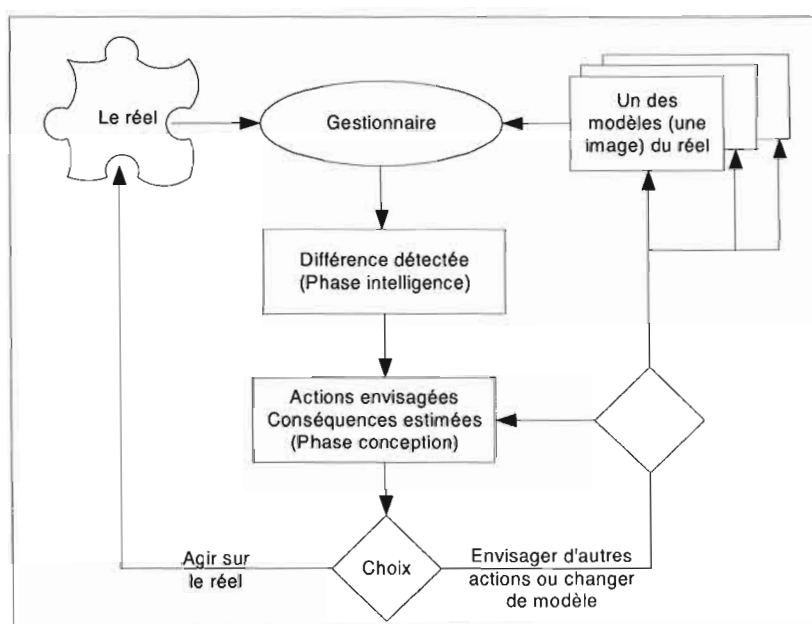 Le réel
Gestionnaire
Un des
modèles (une
image) du réel
Différence détectée
(Phase intelligence)
Actions envisagées
Conséquences estimées
(Phase conception)
Choix
Agir sur
le réel
Envisager d'autres
actions ou changer
de modèle